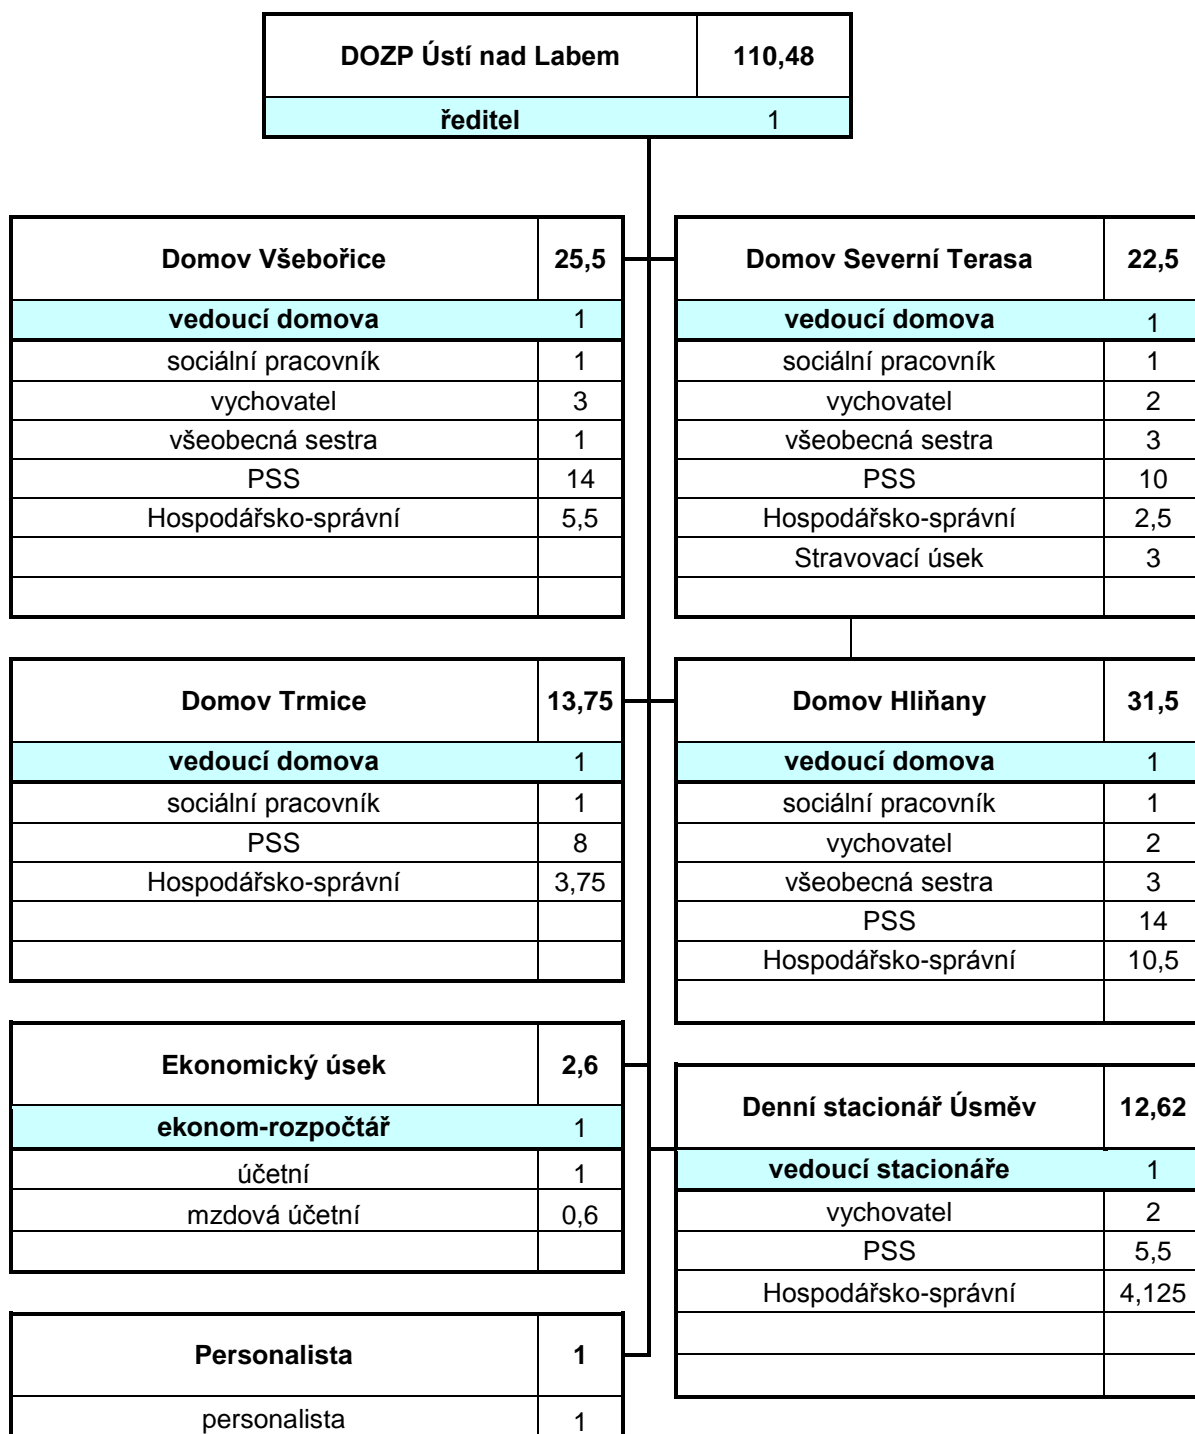 DOZP Ústí nad Labem 110,48
ředitel 1
Domov Všebořice 25,5
vedoucí domova 1
sociální pracovník 1
vychovatel 3
všeobecná sestra 1
PSS 14
Hospodářsko-správní 5,5
Domov Severní Terasa 22,5
vedoucí domova 1
sociální pracovník 1
vychovatel 2
všeobecná sestra 3
PSS 10
Hospodářsko-správní 2,5
Stravovací úsek 3
Domov Trmice 13,75
vedoucí domova 1
sociální pracovník 1
PSS 8
Hospodářsko-správní 3,75
Domov Hliňany 31,5
vedoucí domova 1
sociální pracovník 1
vychovatel 2
všeobecná sestra 3
PSS 14
Hospodářsko-správní 10,5
Ekonomický úsek 2,6
ekonom-rozpočtář 1
účetní 1
mzdová účetní 0,6
Denní stacionář Úsměv 12,62
vedoucí stacionáře 1
vychovatel 2
PSS 5,5
Hospodářsko-správní 4,125
Personalista 1
personalista 1